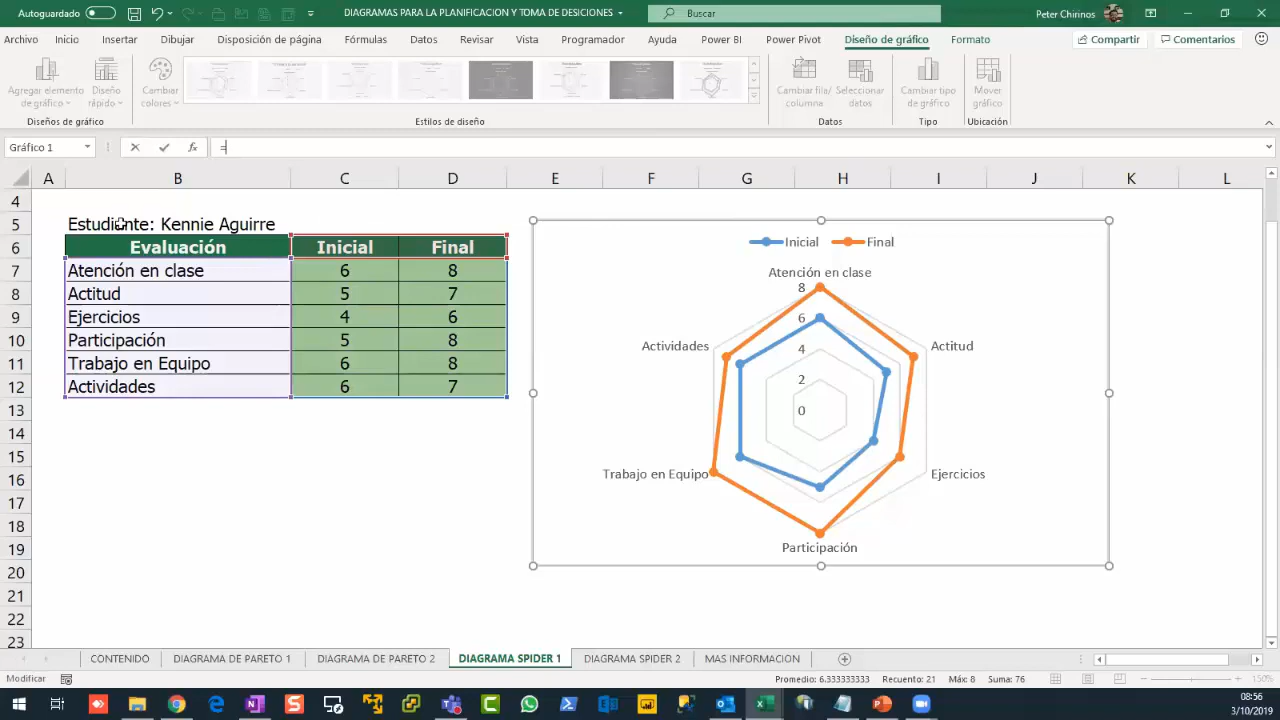 Autoguardado
DIAGRAMAS PARA LA PLANIFICACION Y TOMA DE DESICIONES
Buscar
Peter Chirinos
Archivo Inicio Insertar Dibujar Disposición de página Fórmulas Datos Revisar Vista Programador Ayuda Power BI Power Pivot Diseño de gráfico Formato Compartir Comentarios
Agregar elemento de gráfico
Diseño rápido
Cambiar colores
Cambiar fila/ columna
Seleccionar datos
Cambiar tipo de gráfico
Mover gráfico
Diseños de gráfico Estilos de diseño Datos Tipo Ubicación
Gráfico 1 fx =
A B C D E F G H I J K L
4
5 Estudiante: Kennie Aguirre
6 Evaluación Inicial Final
7 Atención en clase 6 8
8 Actitud 5 7
9 Ejercicios 4 6
10 Participación 5 8
11 Trabajo en Equipo 6 8
12 Actividades 6 7
13
14
15
16
17
18
19
20
21
22
23
Inicial Final
Atención en clase
8
6
Actividades 4 Actitud
2
0
Trabajo en Equipo Ejercicios
Participación
CONTENIDO DIAGRAMA DE PARETO 1 DIAGRAMA DE PARETO 2 DIAGRAMA SPIDER 1 DIAGRAMA SPIDER 2 MAS INFORMACION
Modificar Promedio: 6.333333333 Recuento: 21 Máx: 8 Suma: 76 150%
08:56
3/10/2019